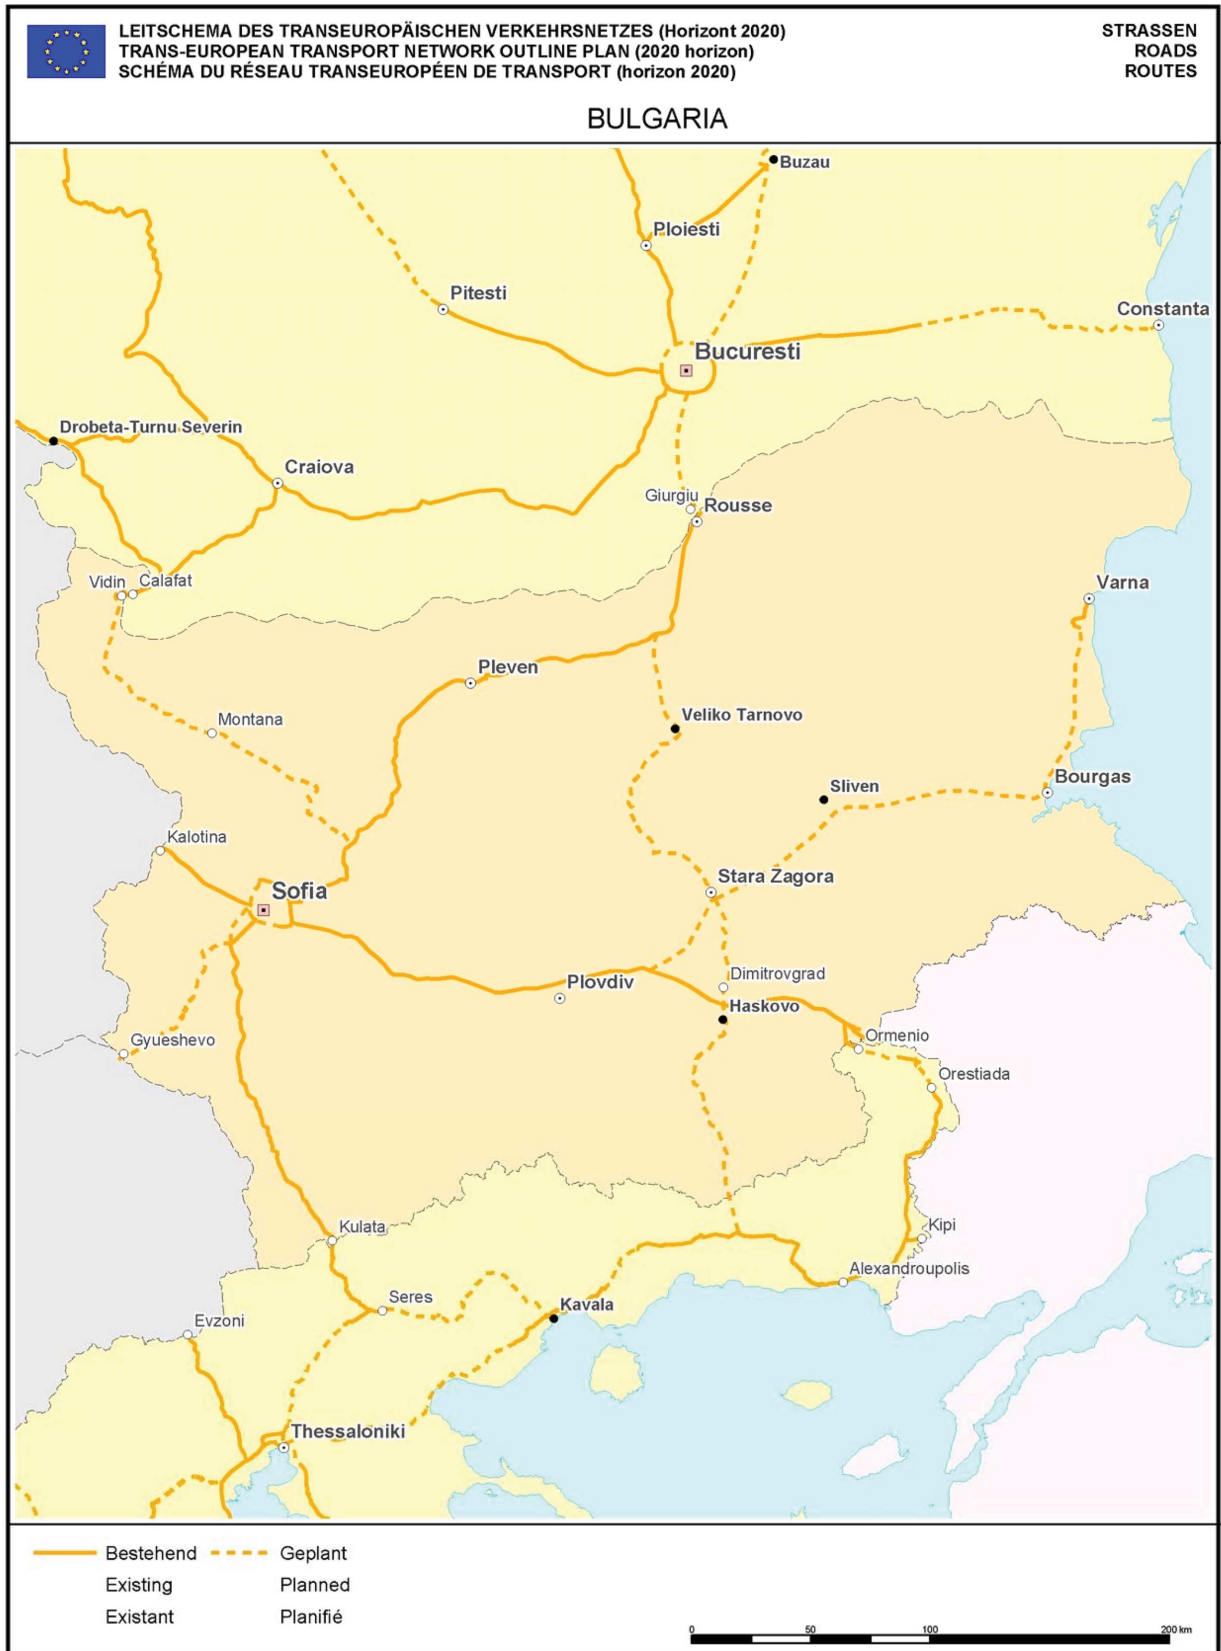 LEITSCHEMA DES TRANSEUROPÄISCHEN VERKEHRSNETZES (Horizont 2020)
TRANS-EUROPEAN TRANSPORT NETWORK OUTLINE PLAN (2020 horizon)
SCHÉMA DU RÉSEAU TRANSEUROPÉEN DE TRANSPORT (horizon 2020)
STRASSEN
ROADS
ROUTES
BULGARIA
Buzau
Ploiesti
Pitesti
Constanta
Bucuresti
Drobeta-Turnu Severin
Craiova
Giurgiu
Rousse
Vidin
Calafat
Varna
Pleven
Montana
Veliko Tarnovo
Bourgas
Sliven
Kalotina
Stara Zagora
Sofia
Dimitrovgrad
Plovdiv
Haskovo
Ormenio
Gyueshevo
Orestiada
Kulata
Kipi
Alexandroupolis
Seres
Kavala
Evzoni
Thessaloniki
Bestehend
Geplant
Existing
Planned
Existant
Planifié
0 50 100 200 km